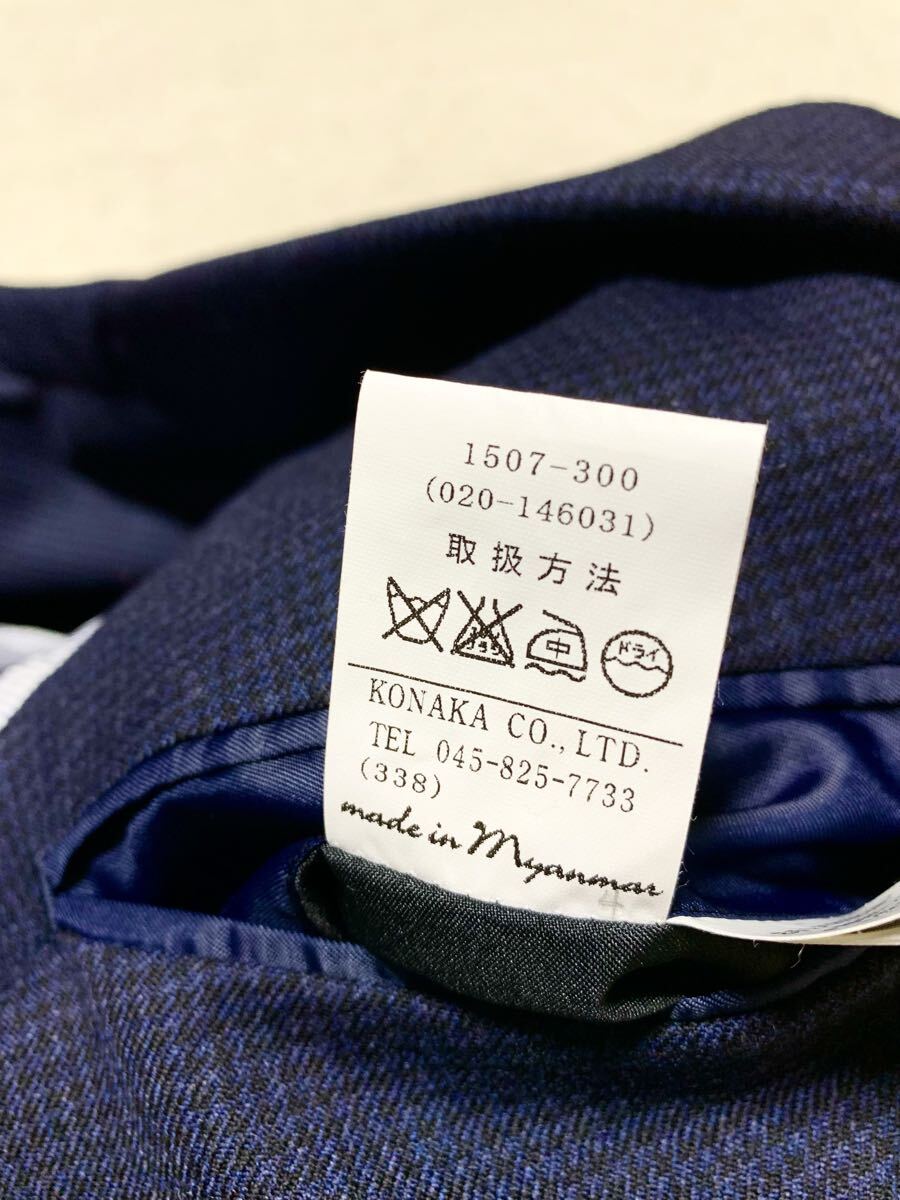 1507-300
(020-146031)
取扱方法
中 ドライ
KONAKA CO., LTD.
TEL 045-825-7733
(338)
made in Myanmar